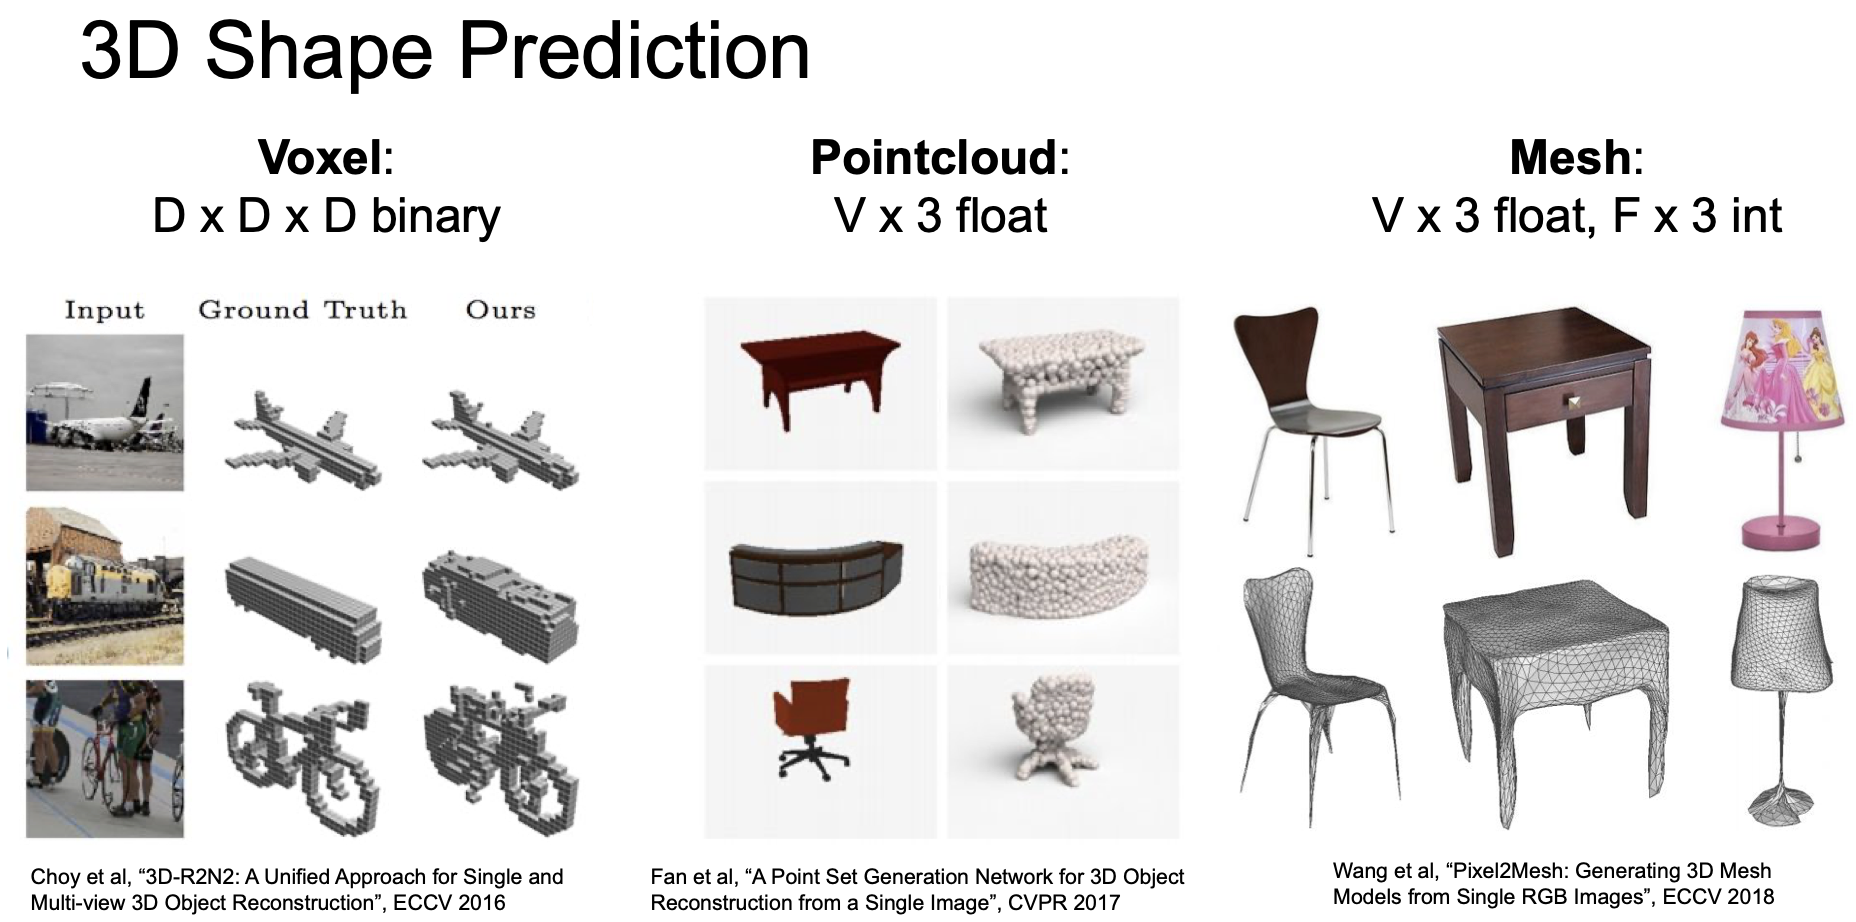 3D Shape Prediction
Voxel:
D x D x D binary
Input Ground Truth Ours
Choy et al, “3D-R2N2: A Unified Approach for Single and
Multi-view 3D Object Reconstruction”, ECCV 2016
Pointcloud:
V x 3 float
Fan et al, “A Point Set Generation Network for 3D Object
Reconstruction from a Single Image”, CVPR 2017
Mesh:
V x 3 float, F x 3 int
Wang et al, “Pixel2Mesh: Generating 3D Mesh
Models from Single RGB Images”, ECCV 2018